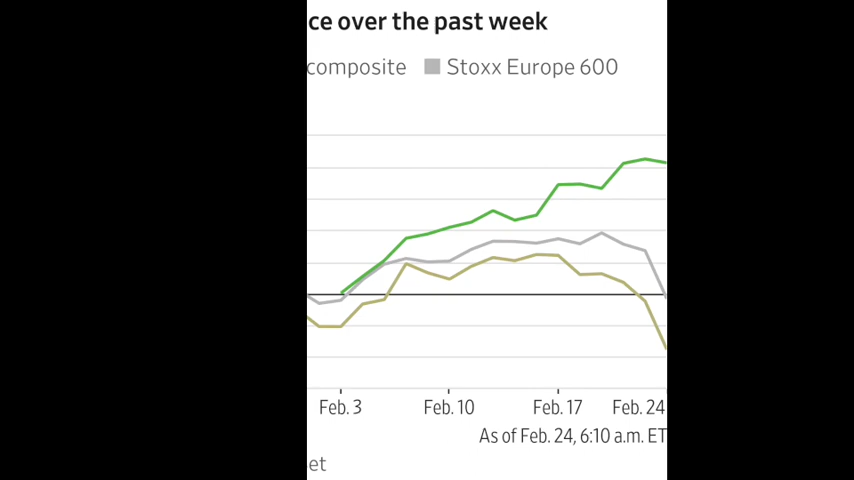 ce over the past week
composite Stoxx Europe 600
Feb. 3 Feb. 10 Feb. 17 Feb. 24
As of Feb. 24, 6:10 a.m. ET
et